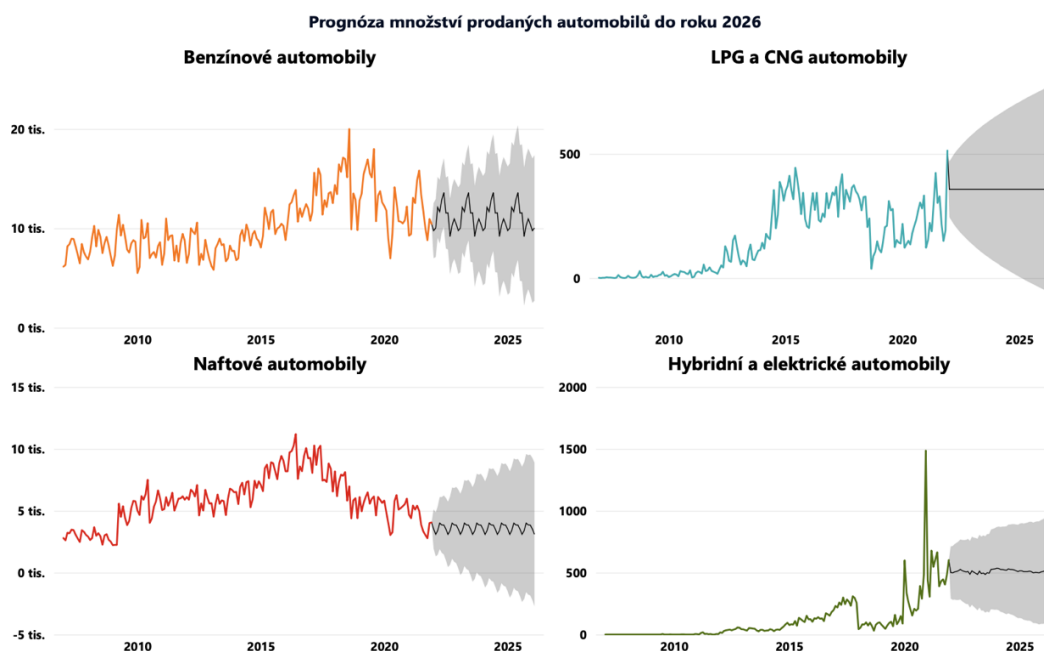 Prognóza množství prodaných automobilů do roku 2026
Benzínové automobily
20 tis.
10 tis.
0 tis.
2010 2015 2020 2025
LPG a CNG automobily
500
0
2010 2015 2020 2025
Naftové automobily
15 tis.
10 tis.
5 tis.
0 tis.
-5 tis.
2010 2015 2020 2025
Hybridní a elektrické automobily
2000
1500
1000
500
0
2010 2015 2020 2025